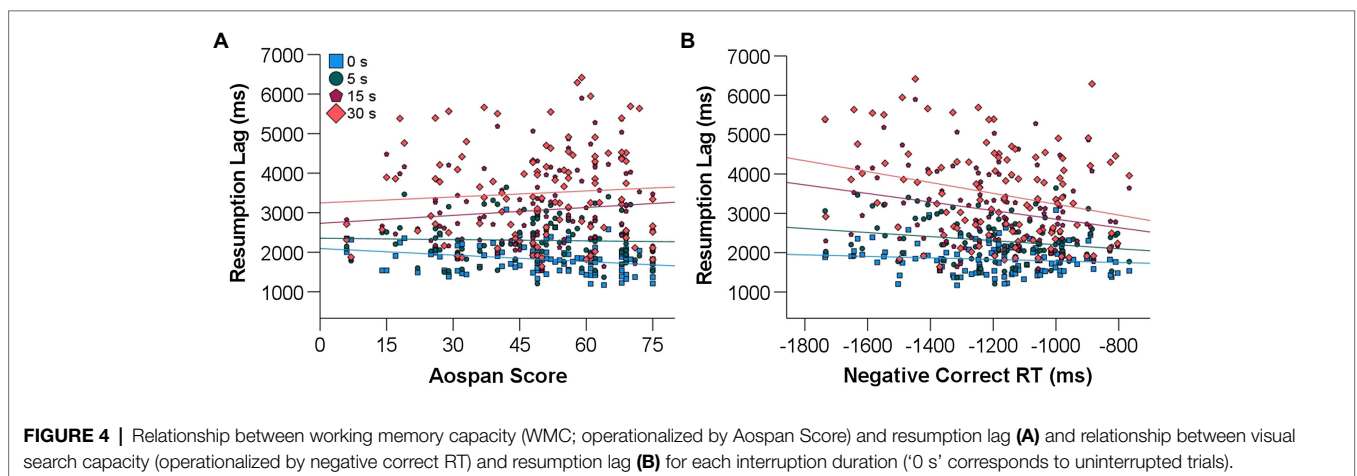 A
7000
6000
5000
4000
3000
2000
1000
Resumption Lag (ms)
0 s
5 s
15 s
30 s
0 15 30 45 60 75
Aospan Score
B
7000
6000
5000
4000
3000
2000
1000
Resumption Lag (ms)
-1800 -1600 -1400 -1200 -1000 -800
Negative Correct RT (ms)
FIGURE 4 | Relationship between working memory capacity (WMC; operationalized by Aospan Score) and resumption lag (A) and relationship between visual
search capacity (operationalized by negative correct RT) and resumption lag (B) for each interruption duration (‘0 s’ corresponds to uninterrupted trials).